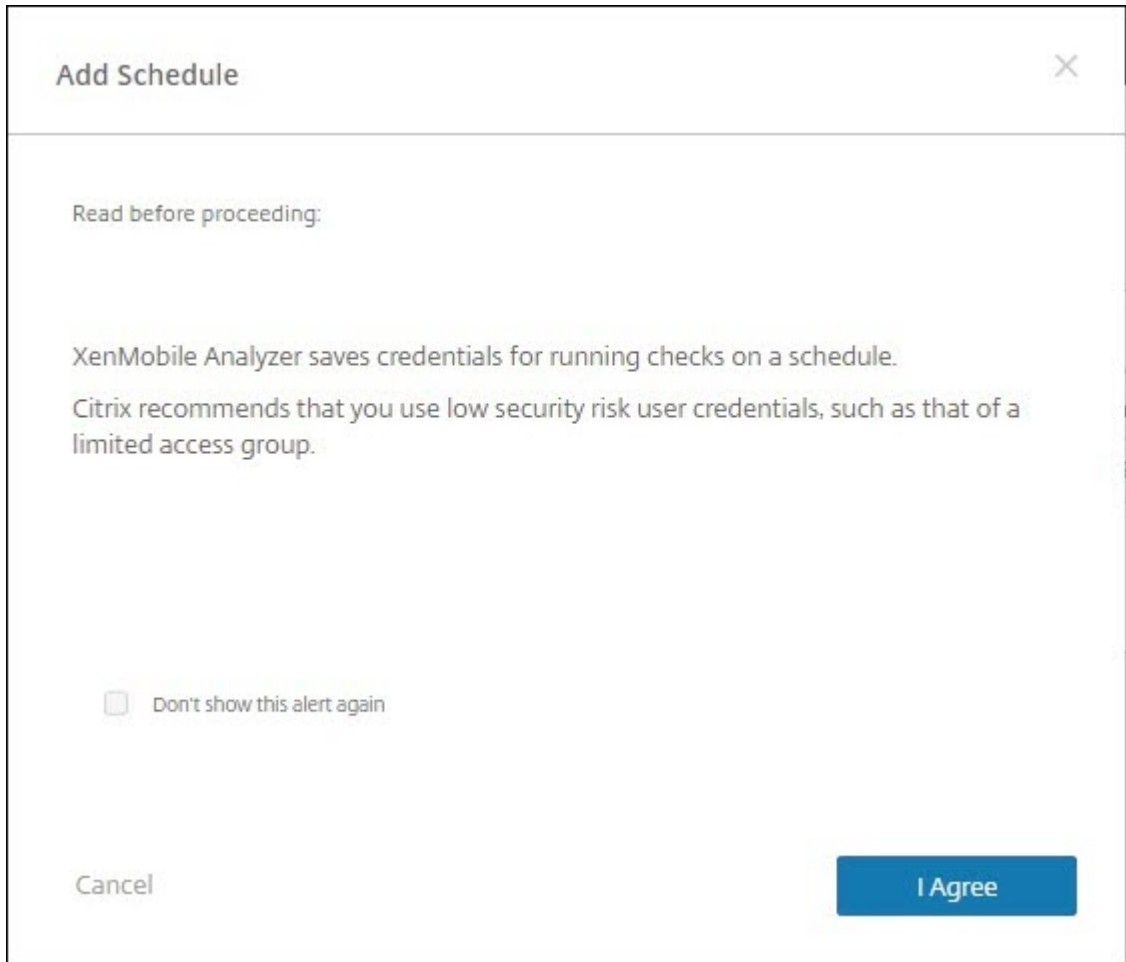 Add Schedule
Read before proceeding:
XenMobile Analyzer saves credentials for running checks on a schedule.
Citrix recommends that you use low security risk user credentials, such as that of a
limited access group.
Don't show this alert again
Cancel
I Agree